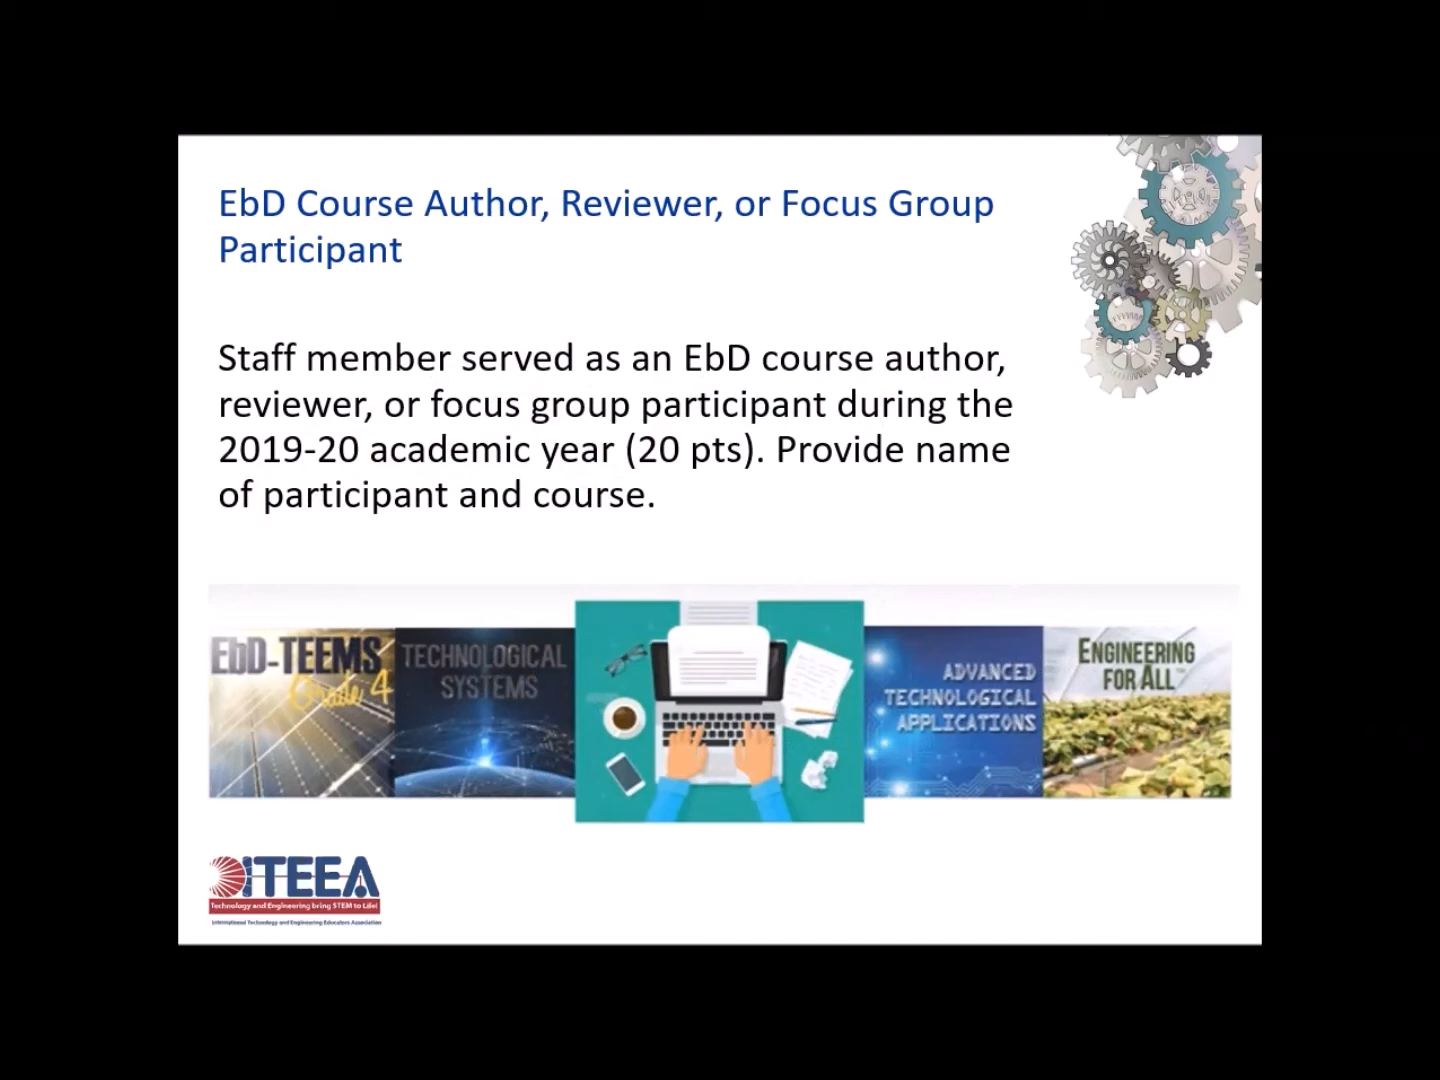 EbD Course Author, Reviewer, or Focus Group
Participant
Staff member served as an EbD course author,
reviewer, or focus group participant during the
2019-20 academic year (20 pts). Provide name
of participant and course.
EbD-TEEMS
Grade 4
TECHNOLOGICAL
SYSTEMS
ADVANCED
TECHNOLOGICAL
APPLICATIONS
ENGINEERING
FOR ALL™
ITEEA
Technology and Engineering bring STEM to Life!
International Technology and Engineering Educators Association